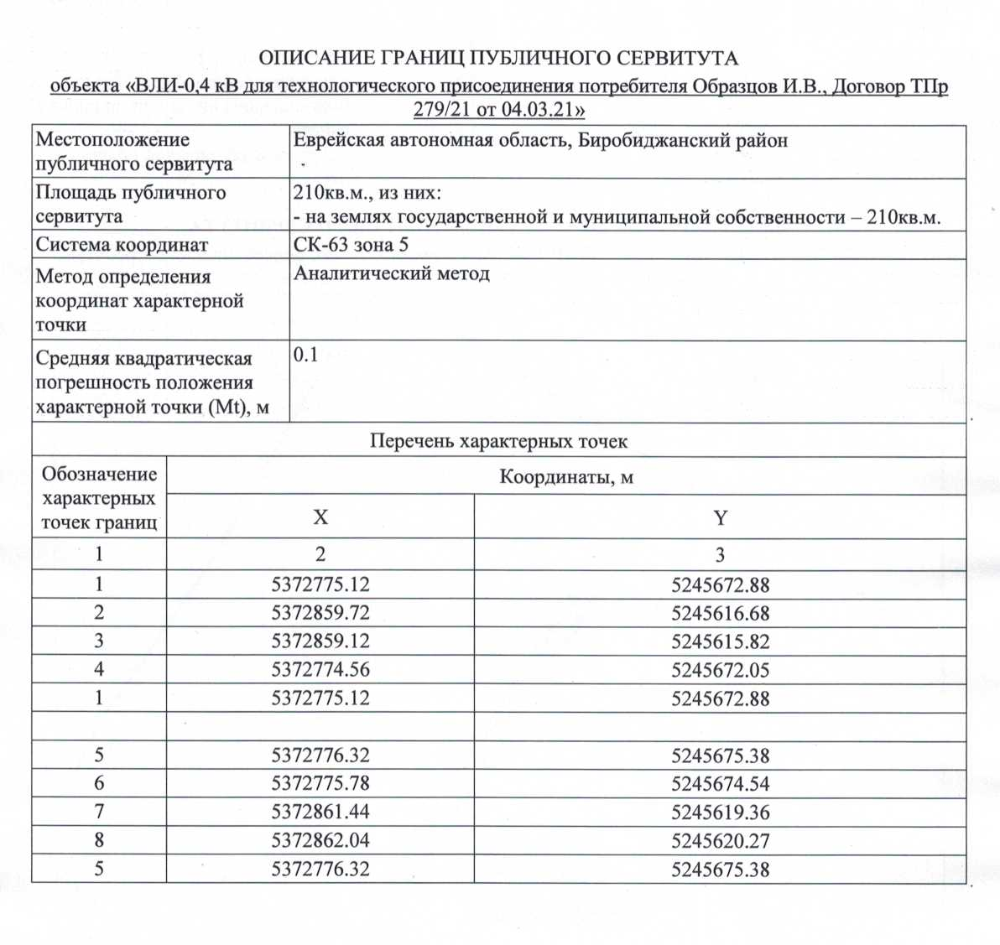 ОПИСАНИЕ ГРАНИЦ ПУБЛИЧНОГО СЕРВИТУТА
объекта «ВЛИ-0,4 кВ для технологического присоединения потребителя Образцов И.В., Договор ТПр
279/21 от 04.03.21»
Местоположение
публичного сервитута
Еврейская автономная область, Биробиджанский район
Площадь публичного
сервитута
210кв.м., из них:
- на землях государственной и муниципальной собственности – 210кв.м.
Система координат
СК-63 зона 5
Метод определения
координат характерной
точки
Аналитический метод
Средняя квадратическая
погрешность положения
характерной точки (Mt), м
0.1
Перечень характерных точек
Обозначение
характерных
точек границ
Координаты, м
X
Y
1 2 3
1 5372775.12 5245672.88
2 5372859.72 5245616.68
3 5372859.12 5245615.82
4 5372774.56 5245672.05
1 5372775.12 5245672.88
5 5372776.32 5245675.38
6 5372775.78 5245674.54
7 5372861.44 5245619.36
8 5372862.04 5245620.27
5 5372776.32 5245675.38